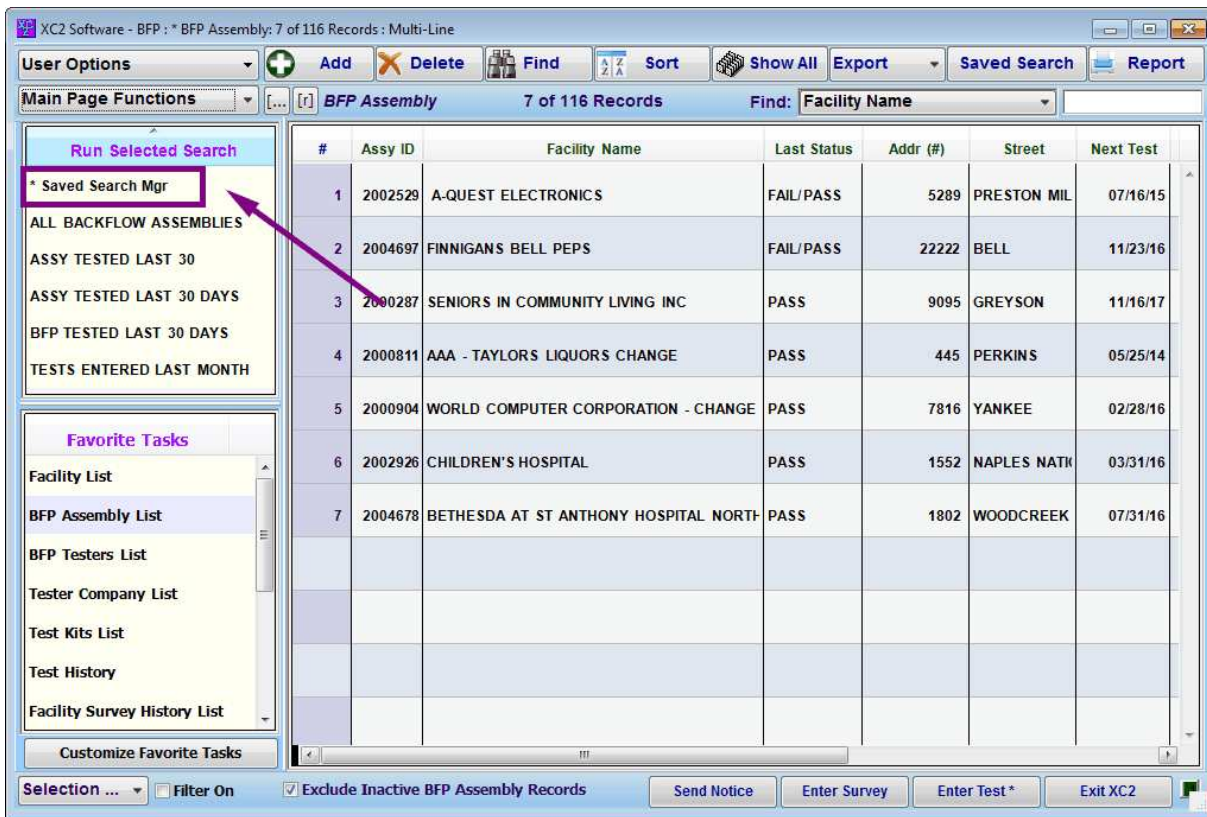 XC2 Software - BFP : * BFP Assembly: 7 of 116 Records : Multi-Line
User Options Add Delete Find Sort Show All Export Saved Search Report
Main Page Functions [... [r] BFP Assembly 7 of 116 Records Find: Facility Name
Run Selected Search
* Saved Search Mgr
ALL BACKFLOW ASSEMBLIES
ASSY TESTED LAST 30
ASSY TESTED LAST 30 DAYS
BFP TESTED LAST 30 DAYS
TESTS ENTERED LAST MONTH
Favorite Tasks
Facility List
BFP Assembly List
BFP Testers List
Tester Company List
Test Kits List
Test History
Facility Survey History List
Customize Favorite Tasks
# Assy ID Facility Name Last Status Addr (#) Street Next Test
1 2002529 A-QUEST ELECTRONICS FAIL/PASS 5289 PRESTON MIL 07/16/15
2 2004697 FINNIGANS BELL PEPS FAIL/PASS 22222 BELL 11/23/16
3 2000287 SENIORS IN COMMUNITY LIVING INC PASS 9095 GREYSON 11/16/17
4 2000811 AAA - TAYLORS LIQUORS CHANGE PASS 445 PERKINS 05/25/14
5 2000904 WORLD COMPUTER CORPORATION - CHANGE PASS 7816 YANKEE 02/28/16
6 2002926 CHILDREN'S HOSPITAL PASS 1552 NAPLES NATI 03/31/16
7 2004678 BETHESDA AT ST ANTHONY HOSPITAL NORTH PASS 1802 WOODCREEK 07/31/16
Selection ... Filter On Exclude Inactive BFP Assembly Records Send Notice Enter Survey Enter Test * Exit XC2